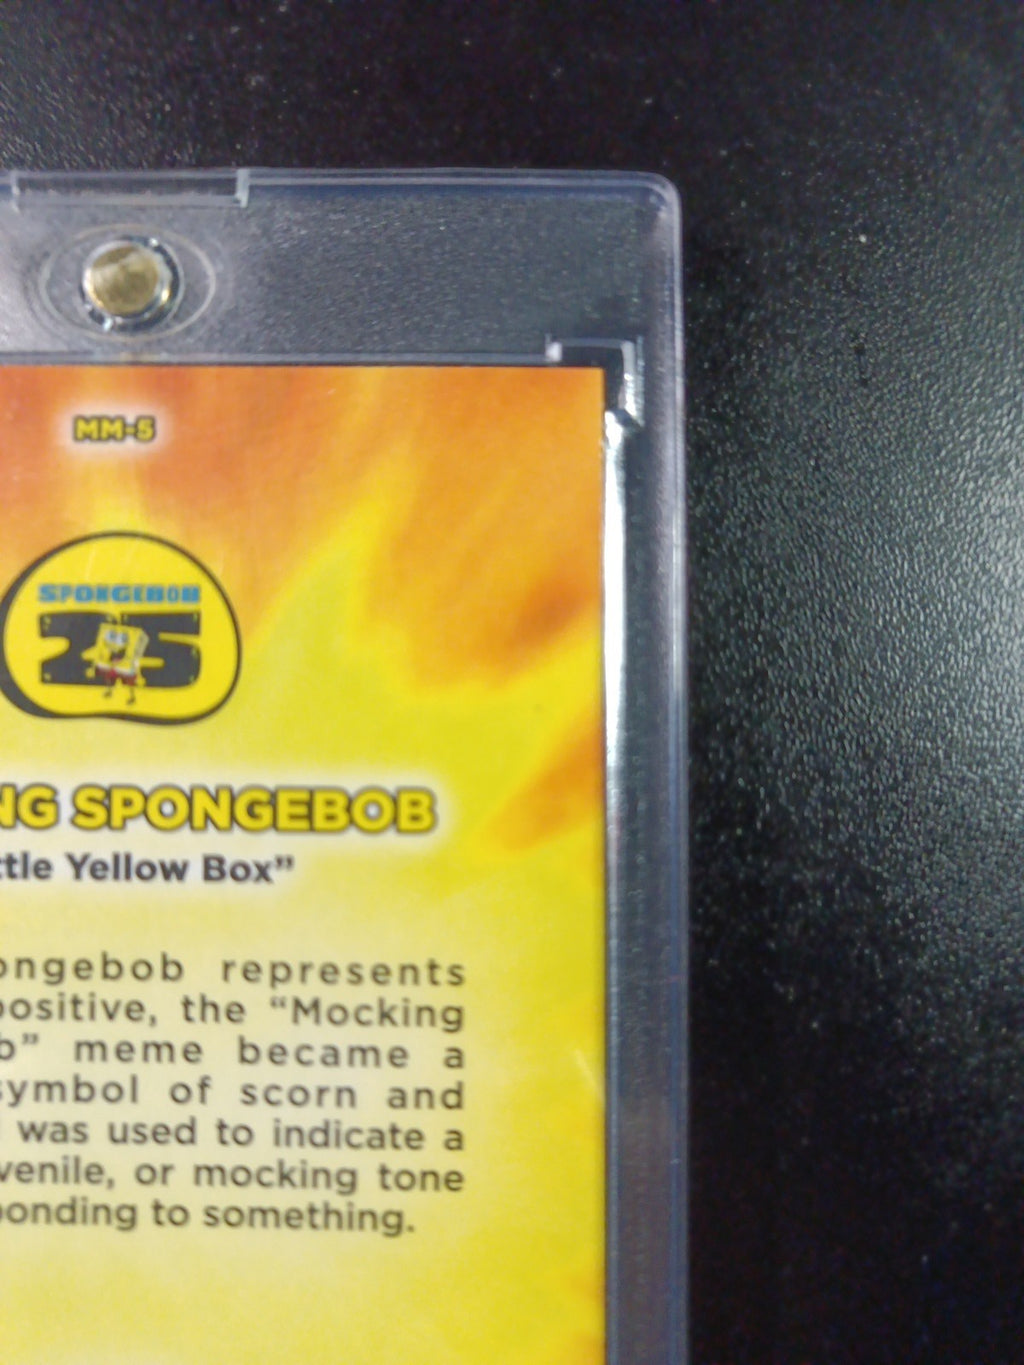 MM-5
SPONGEBOB
25
NG SPONGEBOB
ttle Yellow Box”
ongebob represents
positive, the “Mocking
b” meme became a
symbol of scorn and
was used to indicate a
venile, or mocking tone
ponding to something.